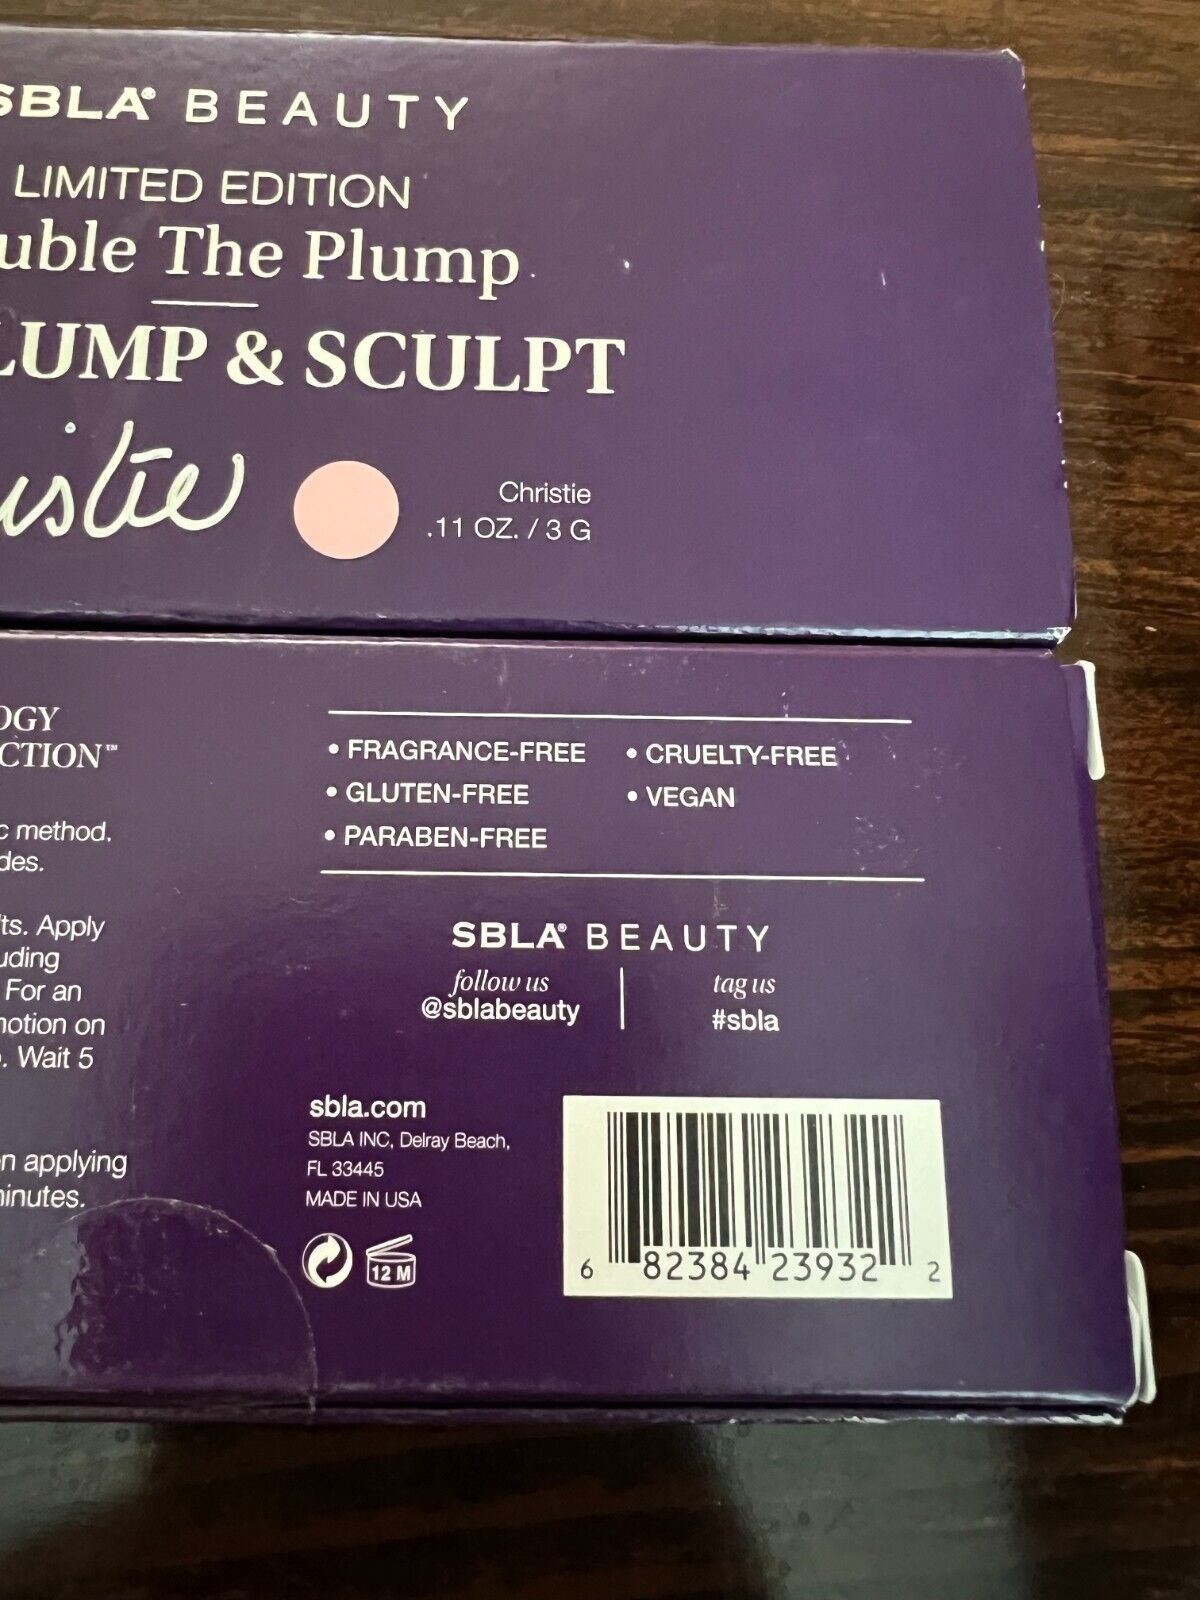 SBLA® BEAUTY
LIMITED EDITION
uble The Plump
LUMP & SCULPT
istie
Christie
.11 OZ. / 3 G
OGY
CTION™
c method.
des.
lts. Apply
uding
For an
notion on
. Wait 5
n applying
minutes.
• FRAGRANCE-FREE • CRUELTY-FREE
• GLUTEN-FREE • VEGAN
• PARABEN-FREE
SBLA® BEAUTY
follow us
@sblabeauty
tag us
#sbla
sbla.com
SBLA INC, Delray Beach,
FL 33445
MADE IN USA
12 M
6 82384 23932 2